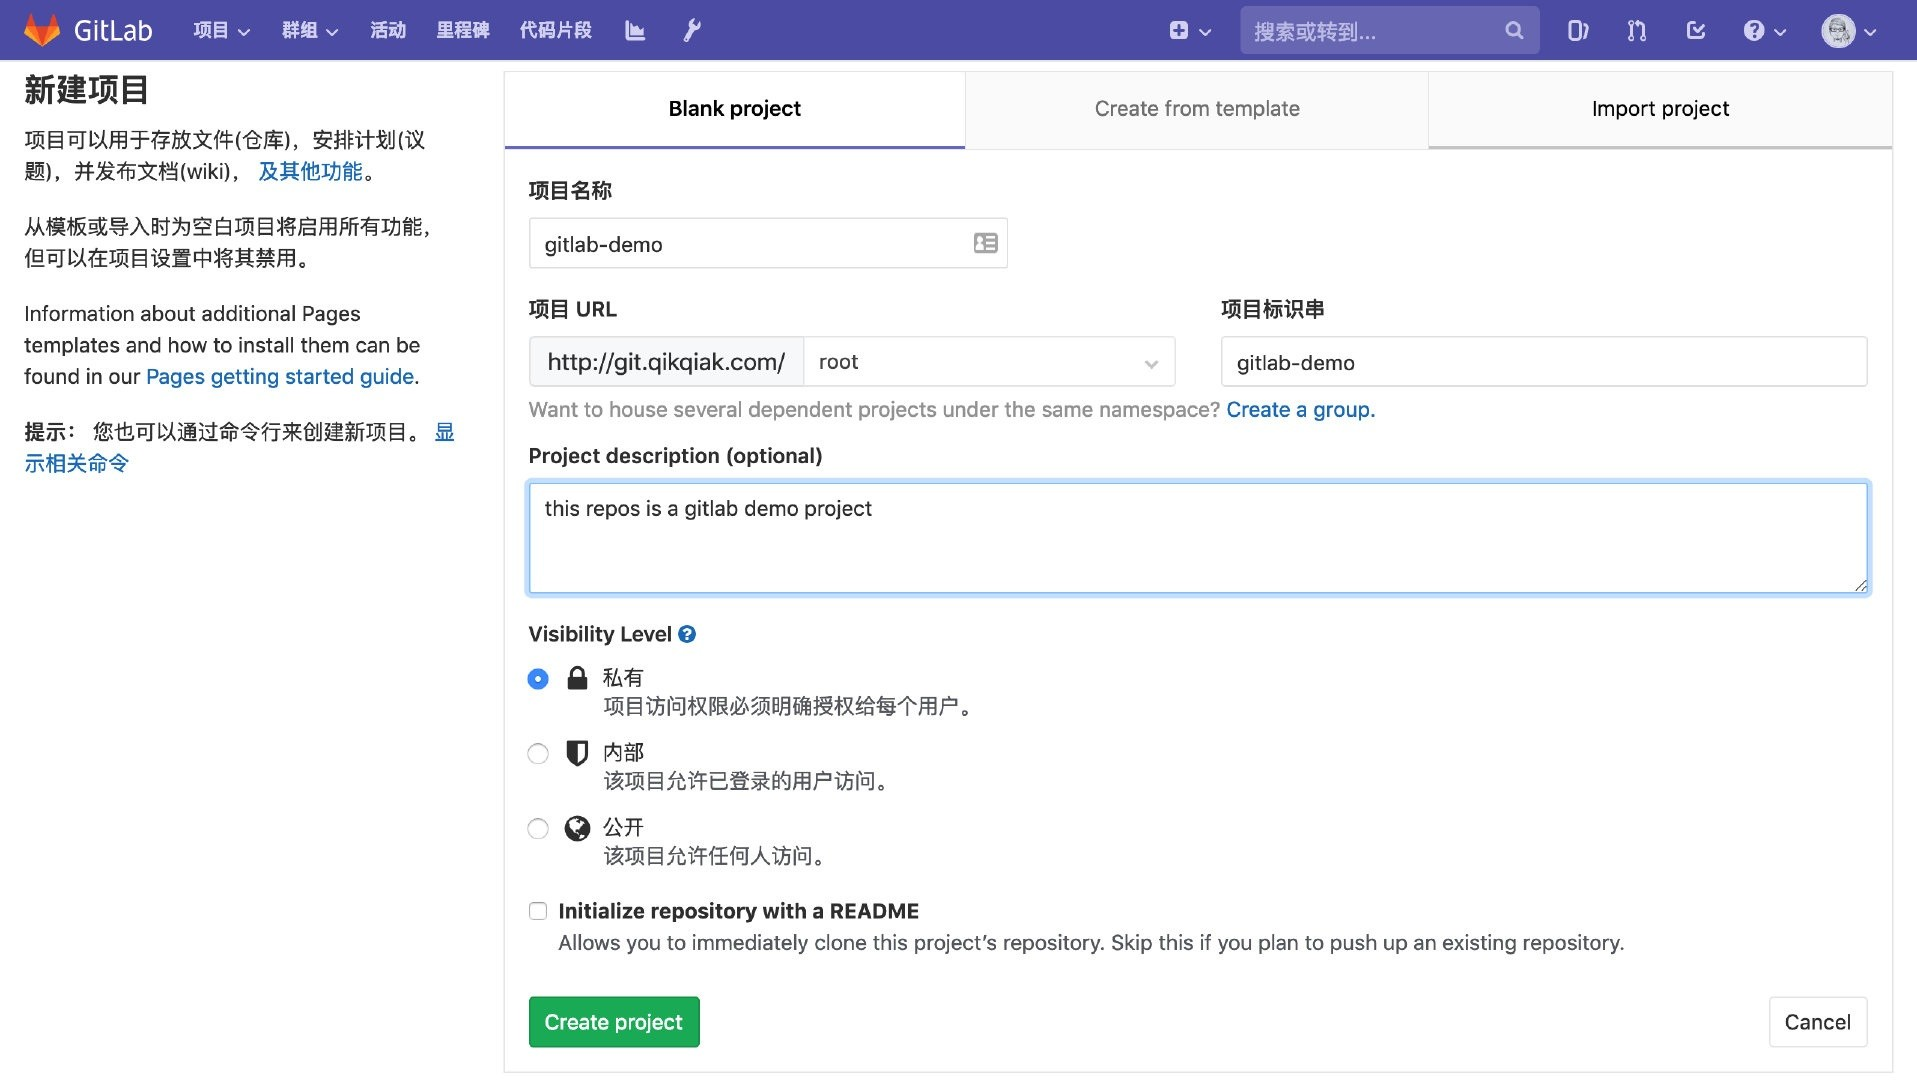 GitLab 项目 群组 活动 里程碑 代码片段 搜索或转到...
新建项目
项目可以用于存放文件(仓库)，安排计划(议
题)，并发布文档(wiki)， 及其他功能。
从模板或导入时为空白项目将启用所有功能，
但可以在项目设置中将其禁用。
Information about additional Pages
templates and how to install them can be
found in our Pages getting started guide.
提示： 您也可以通过命令行来创建新项目。 显
示相关命令
Blank project Create from template Import project
项目名称
gitlab-demo
项目 URL 项目标识串
http://git.qikqiak.com/ root gitlab-demo
Want to house several dependent projects under the same namespace? Create a group.
Project description (optional)
this repos is a gitlab demo project
Visibility Level
私有
项目访问权限必须明确授权给每个用户。
内部
该项目允许已登录的用户访问。
公开
该项目允许任何人访问。
Initialize repository with a README
Allows you to immediately clone this project’s repository. Skip this if you plan to push up an existing repository.
Create project Cancel